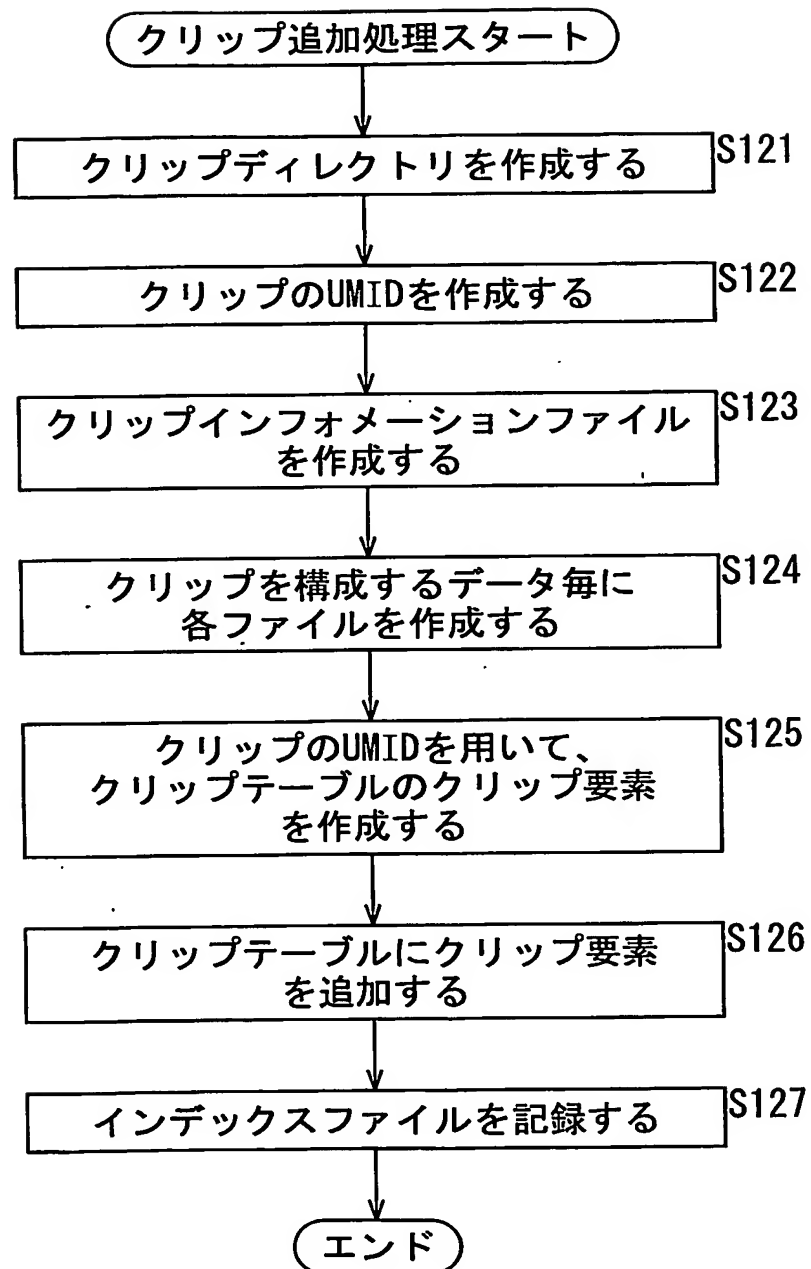 クリップ追加処理スタート
クリップディレクトリを作成する
S121
クリップのUMIDを作成する
S122
クリップインフォメーションファイル
を作成する
S123
クリップを構成するデータ毎に
各ファイルを作成する
S124
クリップのUMIDを用いて、
クリップテーブルのクリップ要素
を作成する
S125
クリップテーブルにクリップ要素
を追加する
S126
インデックスファイルを記録する
S127
エンド